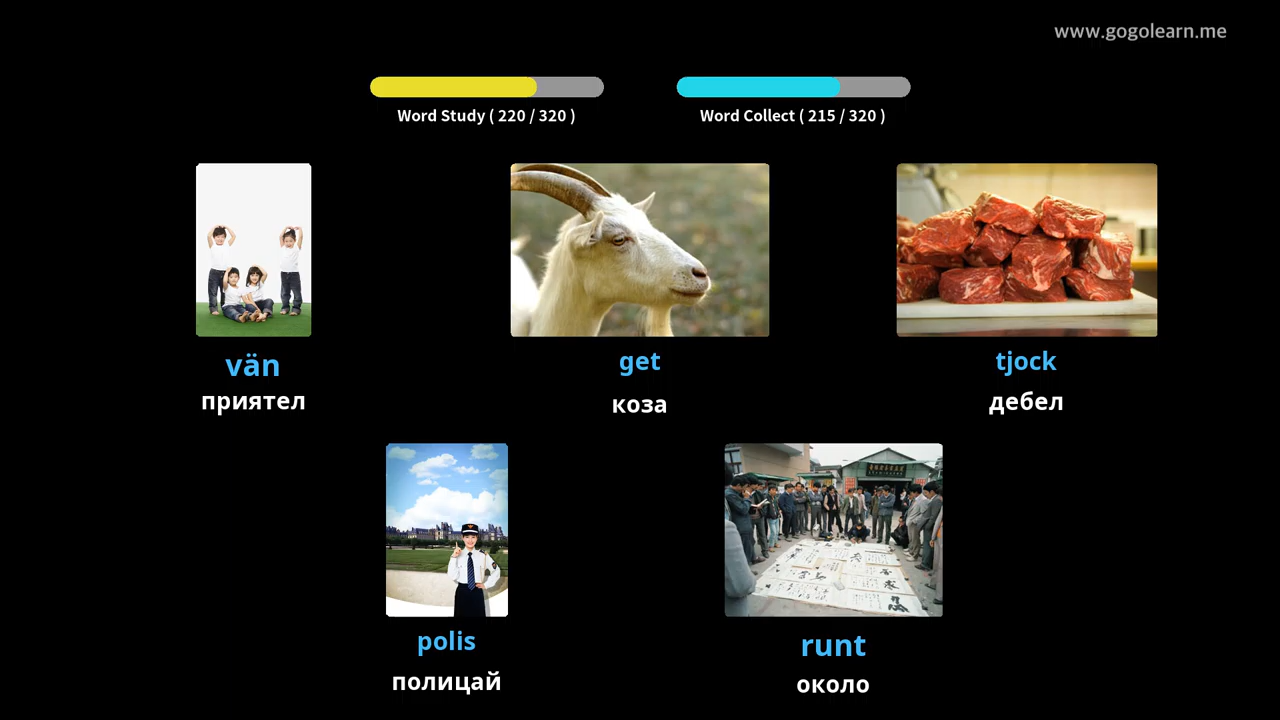 www.gogolearn.me
Word Study ( 220 / 320 )
Word Collect ( 215 / 320 )
vän
приятел
get
коза
tjock
дебел
polis
полицай
runt
около